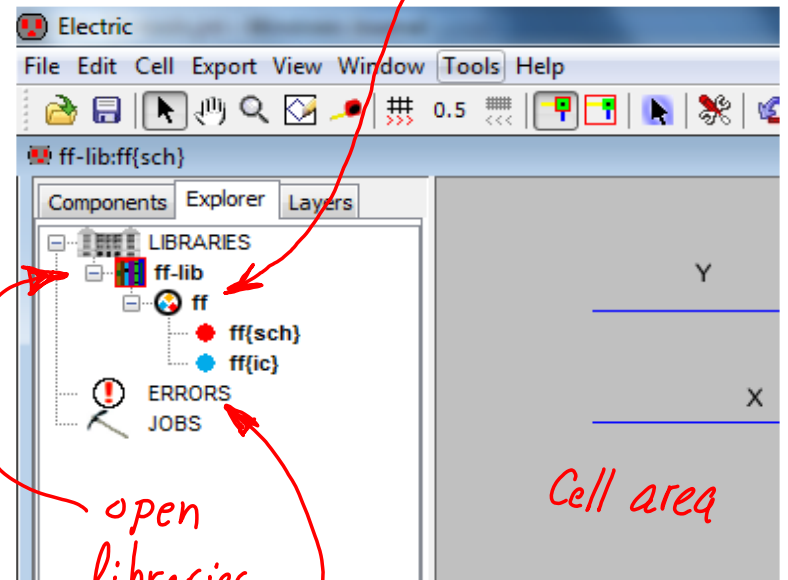 Electric
File Edit Cell Export View Window Tools Help
0.5
ff-lib:ff{sch}
Components Explorer Layers
LIBRARIES
ff-lib
ff
ff{sch}
ff{ic}
ERRORS
JOBS
Y
X
Cell area
open
libraries